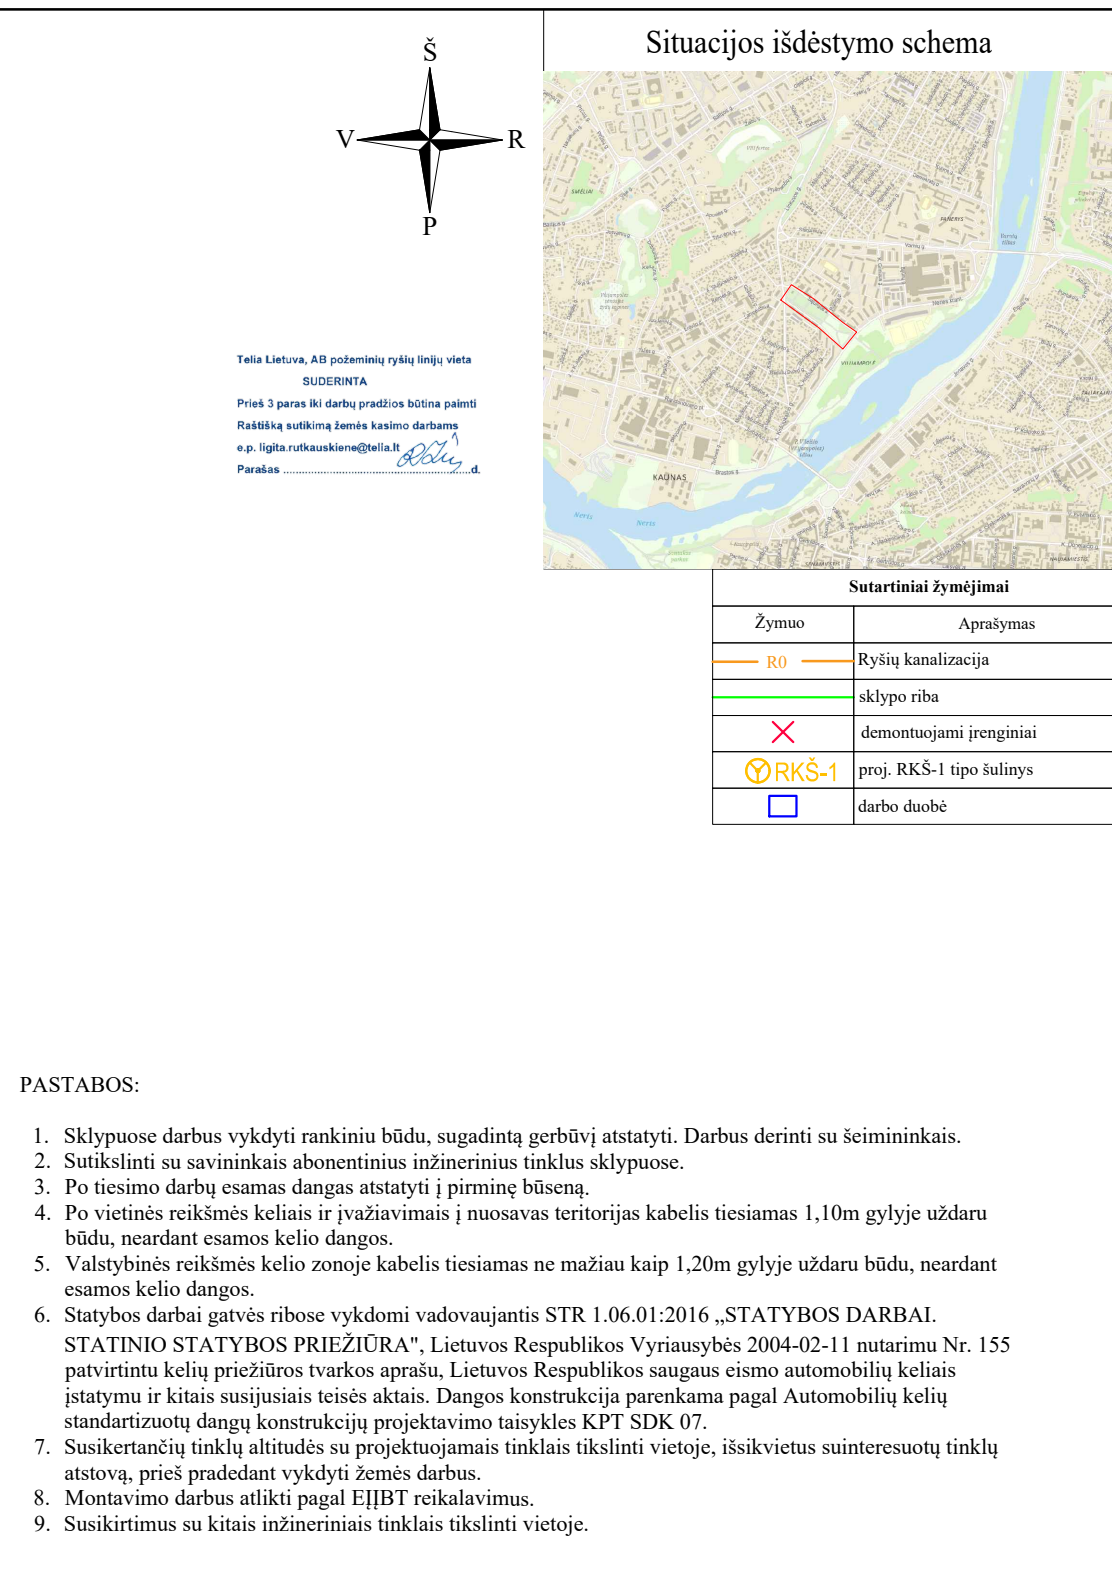 Š
V
R
P
Situacijos išdėstymo schema
Telia Lietuva, AB požeminių ryšių linijų vieta
SUDERINTA
Prieš 3 paras iki darbų pradžios būtina paimti
Raštišką sutikimą žemės kasimo darbams
e.p. ligita.rutkauskiene@telia.lt
Parašas ................................................d.
SMĖLIAI
PANERYS
VILIJAMPOLĖ
KAUNAS
Neris
Neris
Brastos g.
Sutartiniai žymėjimai
Žymuo Aprašymas
R0 Ryšių kanalizacija
sklypo riba
demontuojami įrenginiai
RKŠ-1 proj. RKŠ-1 tipo šulinys
darbo duobė
PASTABOS:
1. Sklypuose darbus vykdyti rankiniu būdu, sugadintą gerbūvį atstatyti. Darbus derinti su šeimininkais.
2. Sutikslinti su savininkais abonentinius inžinerinius tinklus sklypuose.
3. Po tiesimo darbų esamas dangas atstatyti į pirminę būseną.
4. Po vietinės reikšmės keliais ir įvažiavimais į nuosavas teritorijas kabelis tiesiamas 1,10m gylyje uždaru
būdu, neardant esamos kelio dangos.
5. Valstybinės reikšmės kelio zonoje kabelis tiesiamas ne mažiau kaip 1,20m gylyje uždaru būdu, neardant
esamos kelio dangos.
6. Statybos darbai gatvės ribose vykdomi vadovaujantis STR 1.06.01:2016 „STATYBOS DARBAI.
STATINIO STATYBOS PRIEŽIŪRA", Lietuvos Respublikos Vyriausybės 2004-02-11 nutarimu Nr. 155
patvirtintu kelių priežiūros tvarkos aprašu, Lietuvos Respublikos saugaus eismo automobilių keliais
įstatymu ir kitais susijusiais teisės aktais. Dangos konstrukcija parenkama pagal Automobilių kelių
standartizuotų dangų konstrukcijų projektavimo taisykles KPT SDK 07.
7. Susikertančių tinklų altitudės su projektuojamais tinklais tikslinti vietoje, išsikvietus suinteresuotų tinklų
atstovą, prieš pradedant vykdyti žemės darbus.
8. Montavimo darbus atlikti pagal EĮĮBT reikalavimus.
9. Susikirtimus su kitais inžineriniais tinklais tikslinti vietoje.